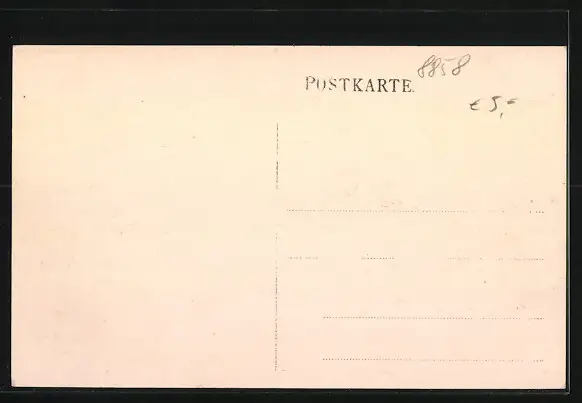 8858
POSTKARTE.
€ 5,-